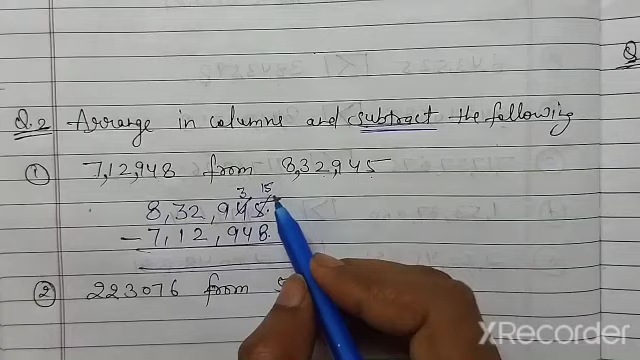 Q
Q.2 Arrange in columns and subtract the following
① 7,12,948 from 8,32,945
3 15
8,32,945
- 7,12,948
② 223076 from 5
XRecorder